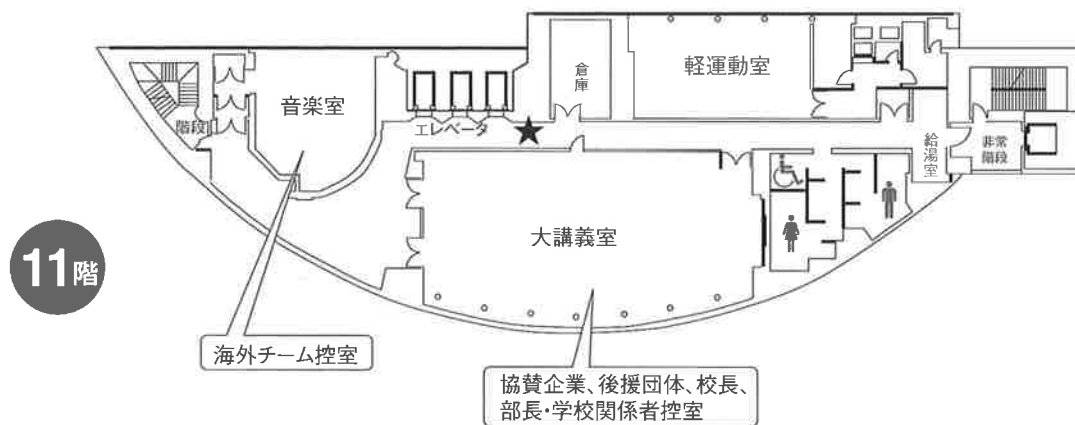 倉庫
軽運動室
音楽室
階段
エレベータ
給湯室
非常
階段
大講義室
11階
海外チーム控室
協賛企業、後援団体、校長、
部長・学校関係者控室